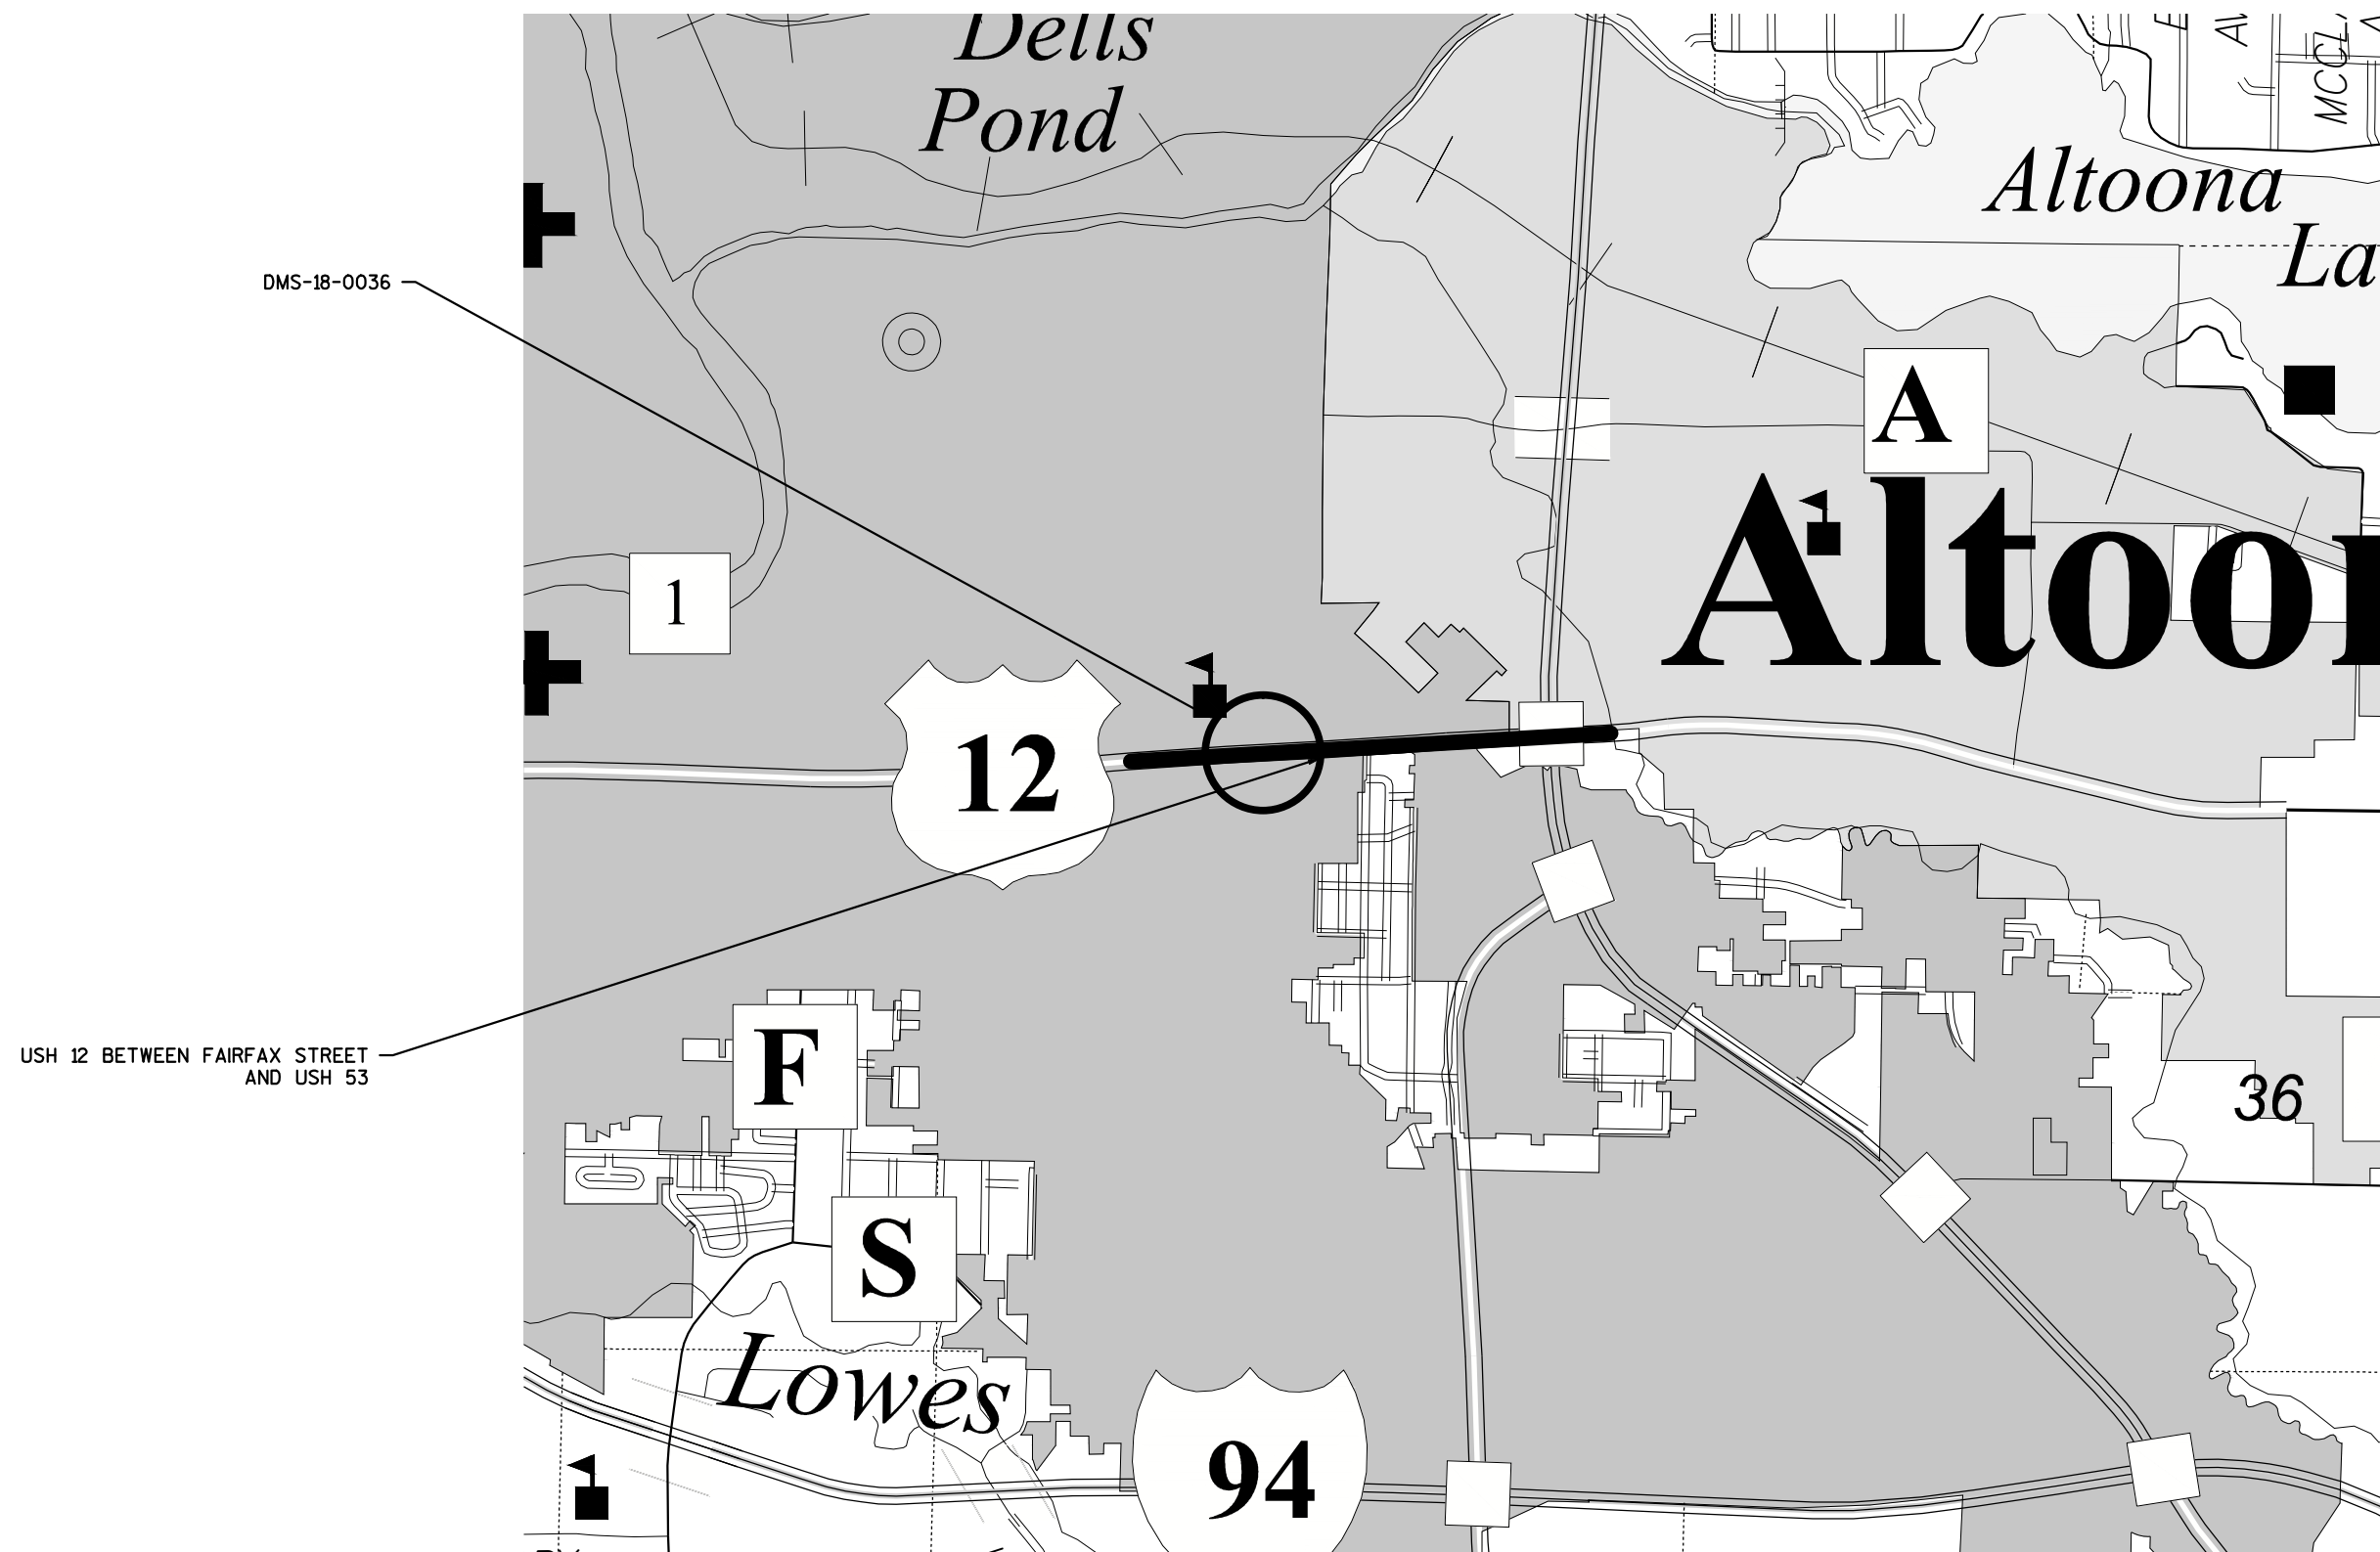 Dells
Pond
Altoona
La
DMS-18-0036
A
Altoon
1
12
USH 12 BETWEEN FAIRFAX STREET
AND USH 53
F
36
S
Lowes
94